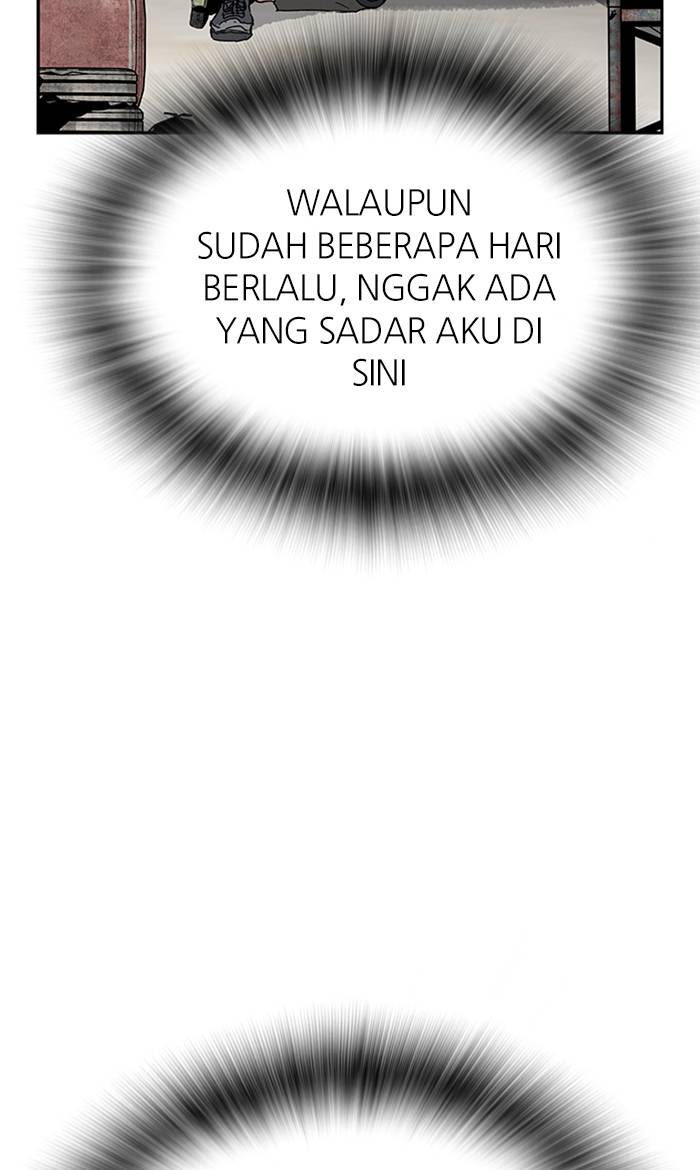 WALAUPUN
SUDAH BEBERAPA HARI
BERLALU, NGGAK ADA
YANG SADAR AKU DI
SINI